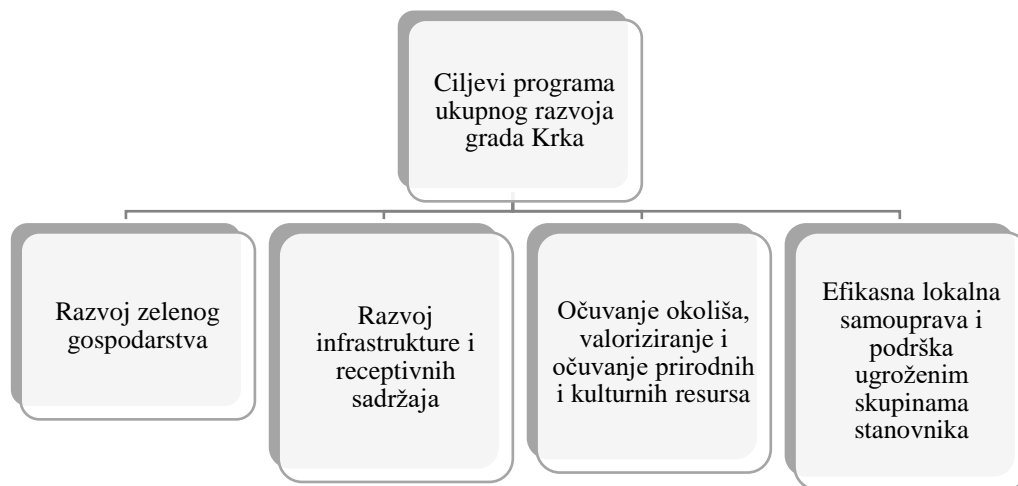 Ciljevi programa
ukupnog razvoja
grada Krka
Razvoj zelenog
gospodarstva
Razvoj
infrastrukture i
receptivnih
sadržaja
Očuvanje okoliša,
valoriziranje i
očuvanje prirodnih
i kulturnih resursa
Efikasna lokalna
samouprava i
podrška
ugroženim
skupinama
stanovnika